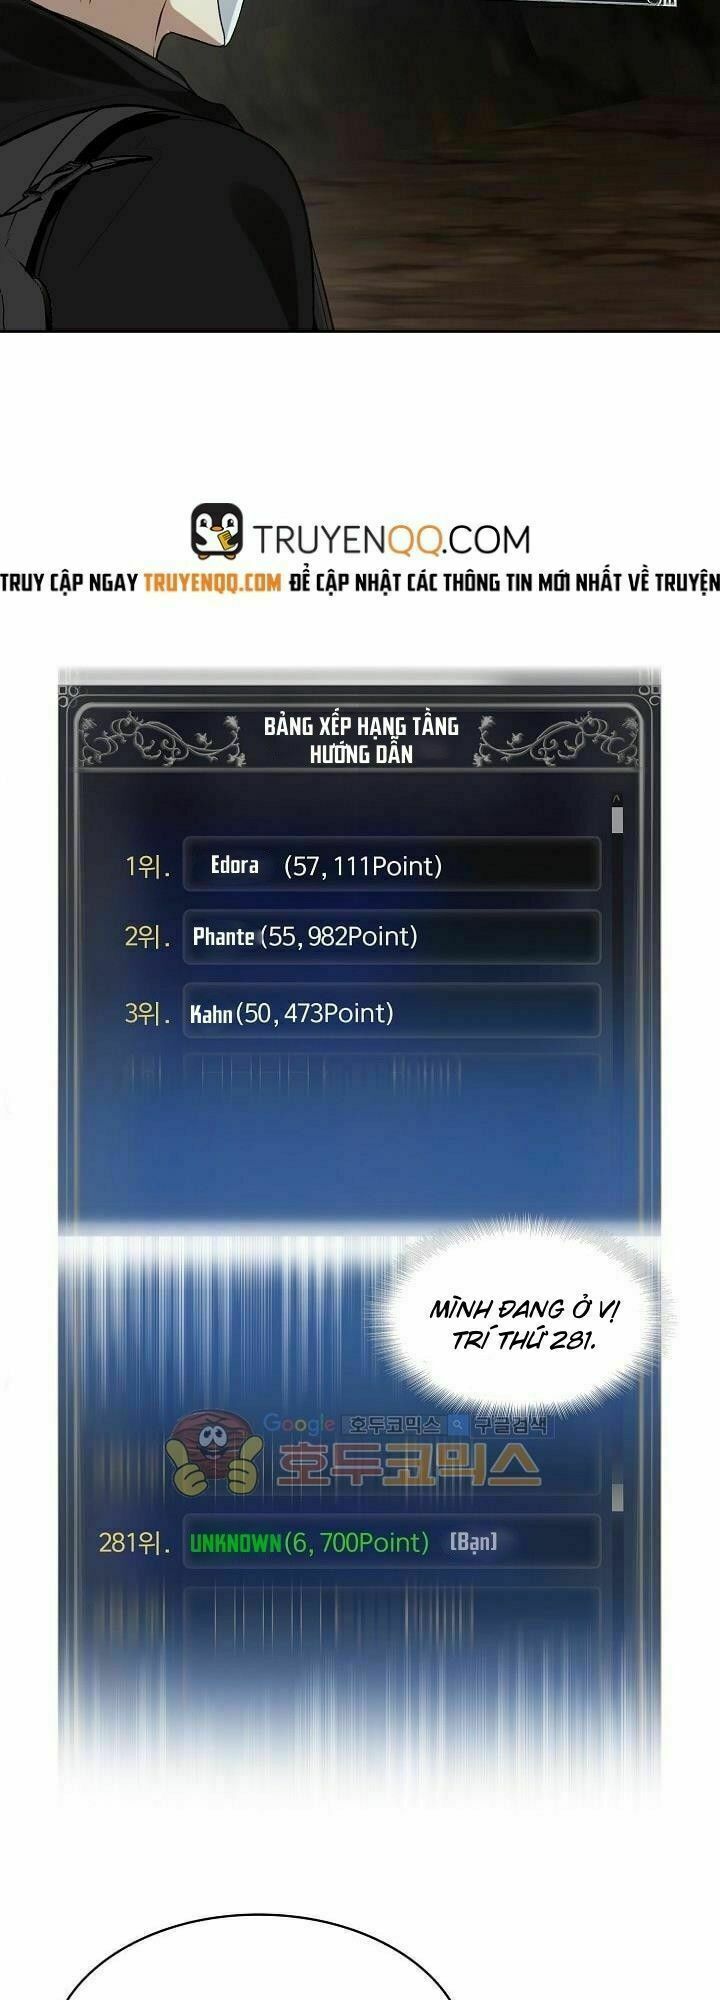 TRUYENQQ.COM
TRUY CẬP NGAY TRUYENQQ.COM ĐỂ CẬP NHẬT CÁC THÔNG TIN MỚI NHẤT VỀ TRUYỆN
BẢNG XẾP HẠNG TẦNG
HƯỚNG DẪN
1위. Edora (57,111Point)
2위. Phante (55,982Point)
3위. Kahn (50,473Point)
MÌNH ĐANG Ở VỊ
TRÍ THỨ 281.
Google 호두코믹스 구글검색
호두코믹스
281위. UNKNOWN (6,700Point) [Bạn]